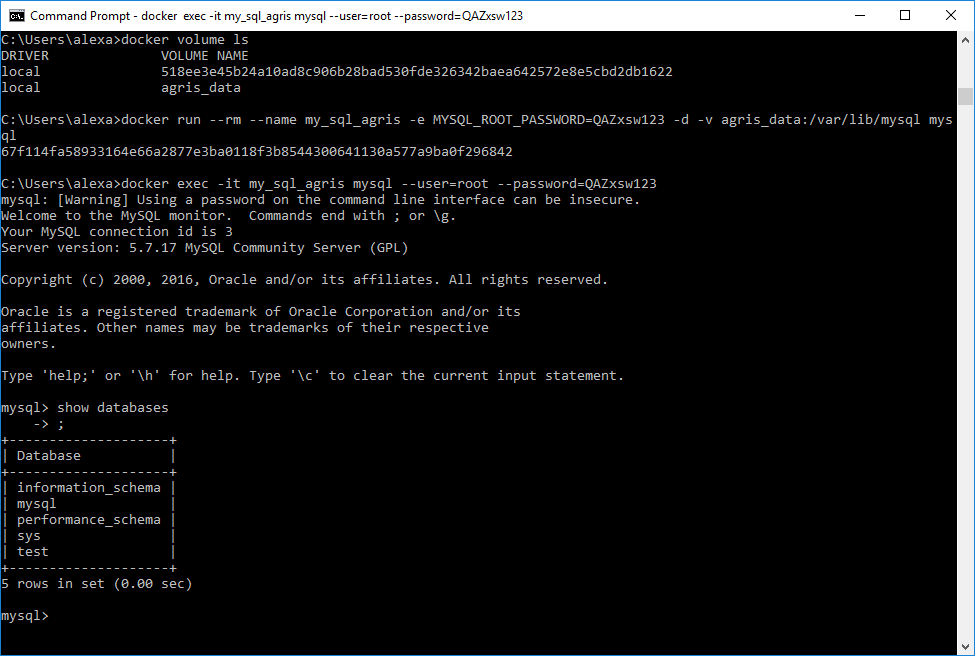 Command Prompt - docker exec -it my_sql_agris mysql --user=root --password=QAZxsw123
C:\Users\alexa>docker volume ls
DRIVER              VOLUME NAME
local               518ee3e45b24a10ad8c906b28bad530fde326342baea642572e8e5cbd2db1622
local               agris_data
C:\Users\alexa>docker run --rm --name my_sql_agris -e MYSQL_ROOT_PASSWORD=QAZxsw123 -d -v agris_data:/var/lib/mysql mys
ql
67f114fa58933164e66a2877e3ba0118f3b8544300641130a577a9ba0f296842
C:\Users\alexa>docker exec -it my_sql_agris mysql --user=root --password=QAZxsw123
mysql: [Warning] Using a password on the command line interface can be insecure.
Welcome to the MySQL monitor.  Commands end with ; or \g.
Your MySQL connection id is 3
Server version: 5.7.17 MySQL Community Server (GPL)
Copyright (c) 2000, 2016, Oracle and/or its affiliates. All rights reserved.
Oracle is a registered trademark of Oracle Corporation and/or its
affiliates. Other names may be trademarks of their respective
owners.
Type 'help;' or '\h' for help. Type '\c' to clear the current input statement.
mysql> show databases
    -> ;
+--------------------+
| Database           |
+--------------------+
| information_schema |
| mysql              |
| performance_schema |
| sys                |
| test               |
+--------------------+
5 rows in set (0.00 sec)
mysql>